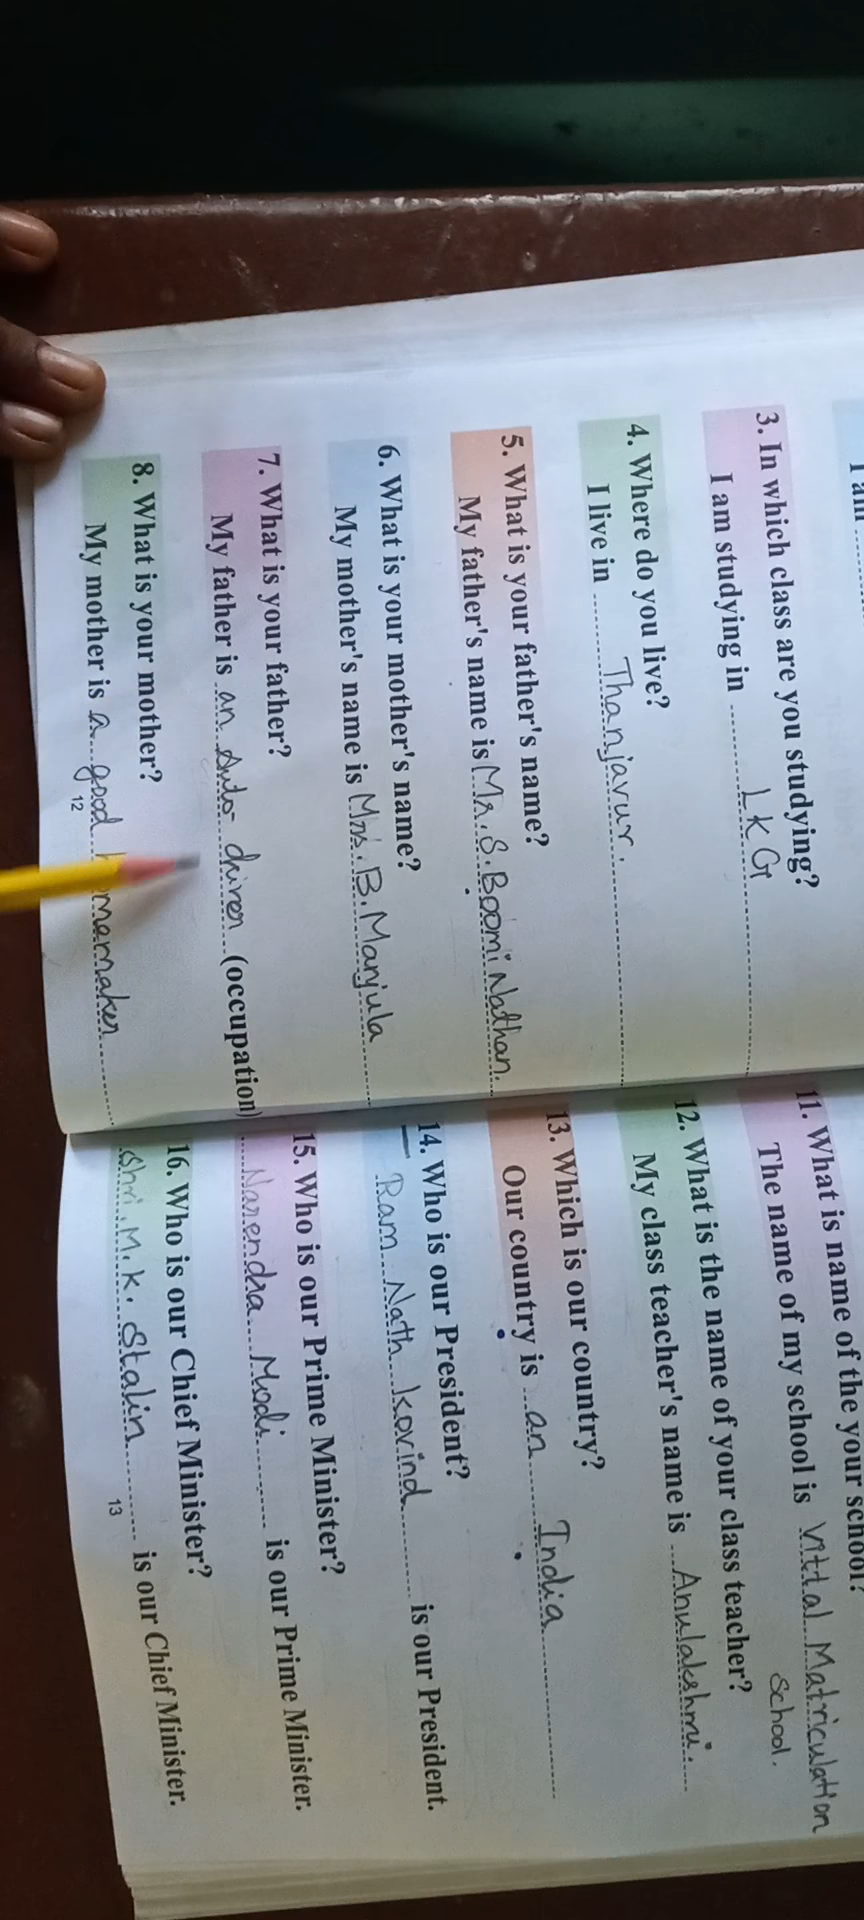 I am
3. In which class are you studying?
I am studying in LKG
4. Where do you live?
I live in Thanjavur.
5. What is your father's name?
My father's name is Mr. S. Boomi Nathan.
6. What is your mother's name?
My mother's name is Mrs. B. Manjula
7. What is your father?
My father is an Auto driver (occupation)
8. What is your mother?
My mother is a good homemaker
12
11. What is name of the your school?
The name of my school is Vittal Matriculation
School.
12. What is the name of your class teacher?
My class teacher's name is Anulakshmi.
13. Which is our country?
Our country is an India
14. Who is our President?
Ram Nath Kovind is our President.
15. Who is our Prime Minister?
Narendra Modi is our Prime Minister.
16. Who is our Chief Minister?
Shri. M. K. Stalin is our Chief Minister.
13